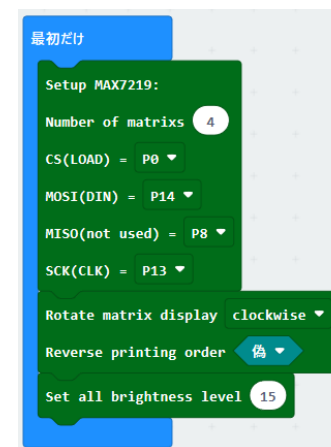 最初だけ
Setup MAX7219:
Number of matrixs 4
CS(LOAD) = P0
MOSI(DIN) = P14
MISO(not used) = P8
SCK(CLK) = P13
Rotate matrix display clockwise
Reverse printing order 偽
Set all brightness level 15